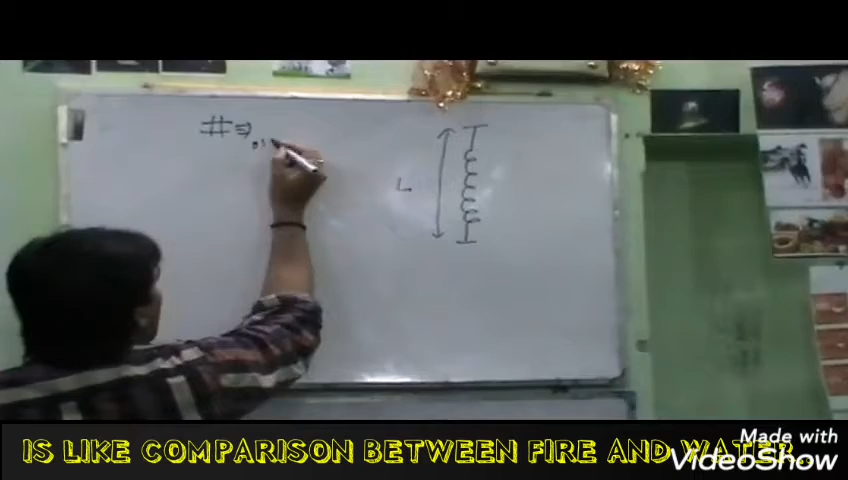 # ⇒
L
IS LIKE COMPARISON BETWEEN FIRE AND WATER..
Made with
VideoShow